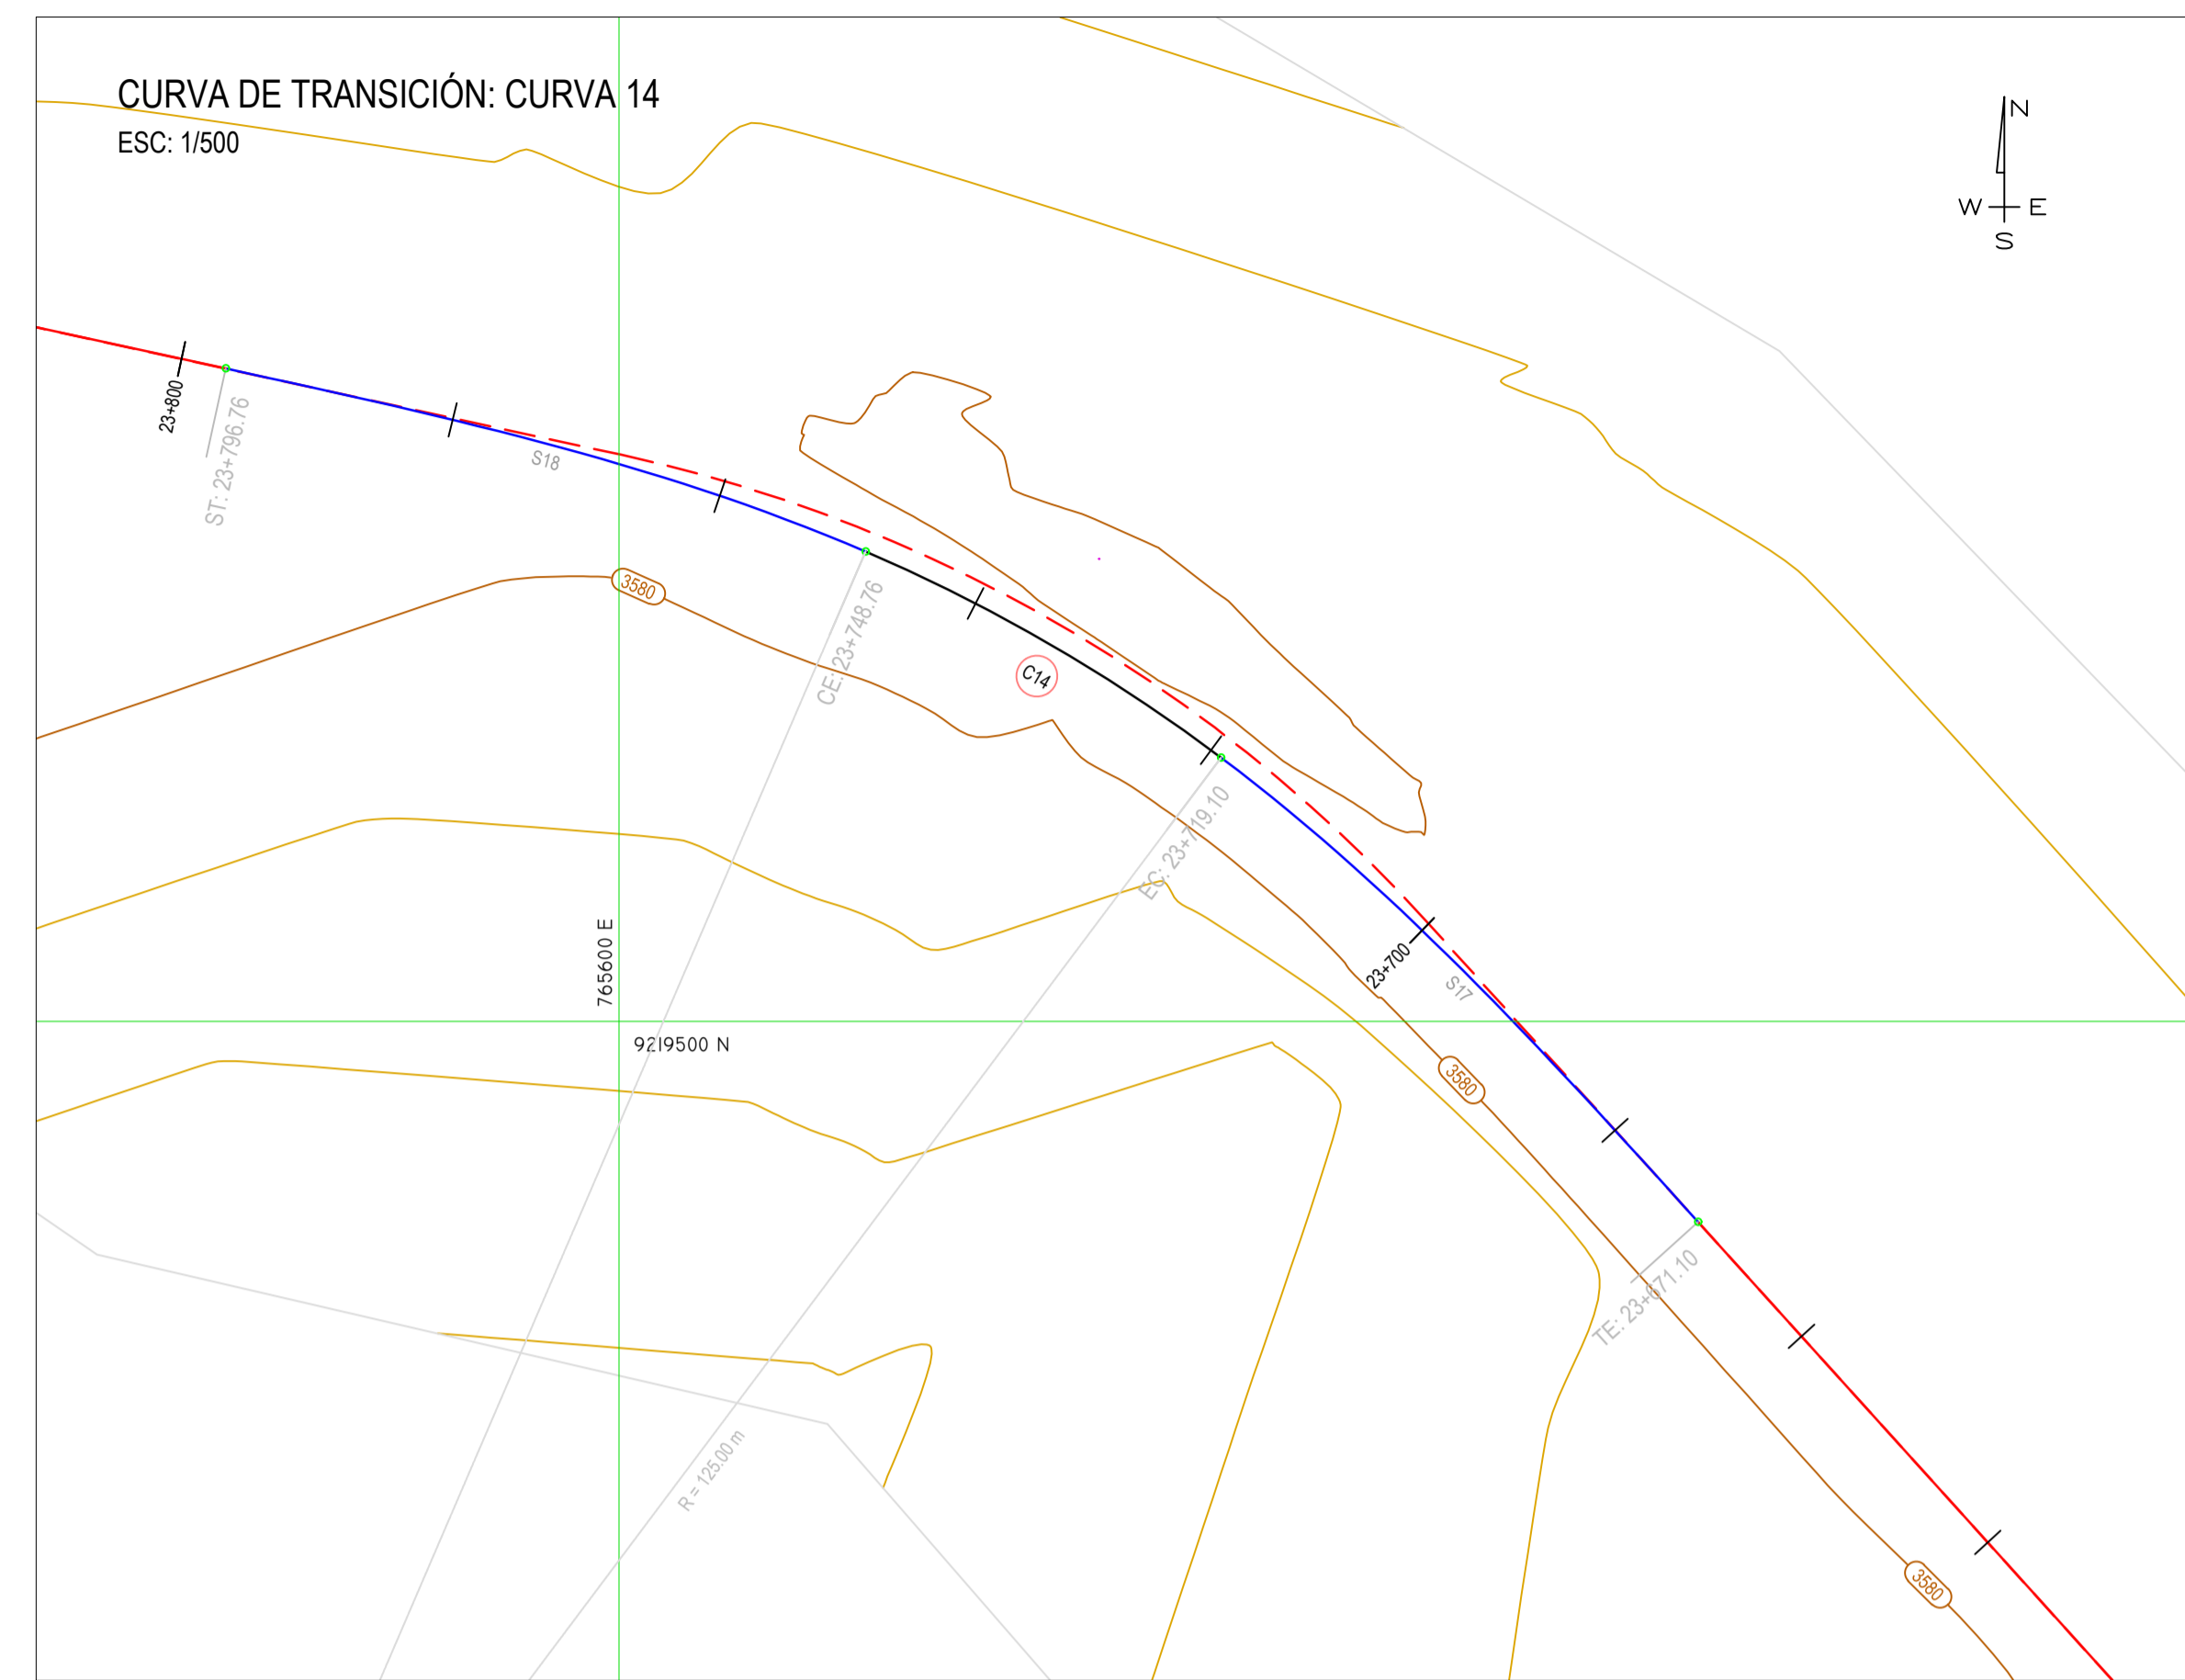 CURVA DE TRANSICIÓN: CURVA 14
ESC: 1/500
N
W E
S
23+800
ST: 23+796.76
S18
3580
CE: 23+748.76
C14
EC: 23+719.10
23+700
S17
765600 E
9219500 N
3580
TE: 23+671.10
R = 125.00 m
3580